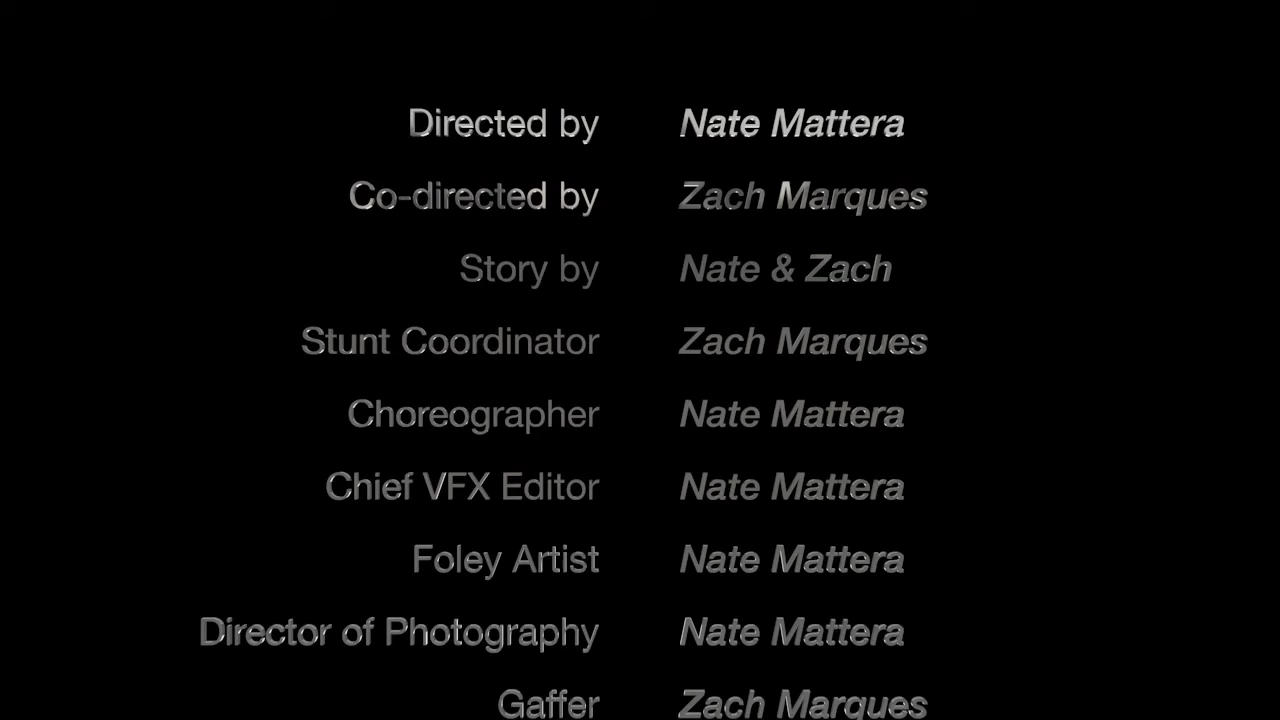 Directed by Nate Mattera
Co-directed by Zach Marques
Story by Nate & Zach
Stunt Coordinator Zach Marques
Choreographer Nate Mattera
Chief VFX Editor Nate Mattera
Foley Artist Nate Mattera
Director of Photography Nate Mattera
Gaffer Zach Marques